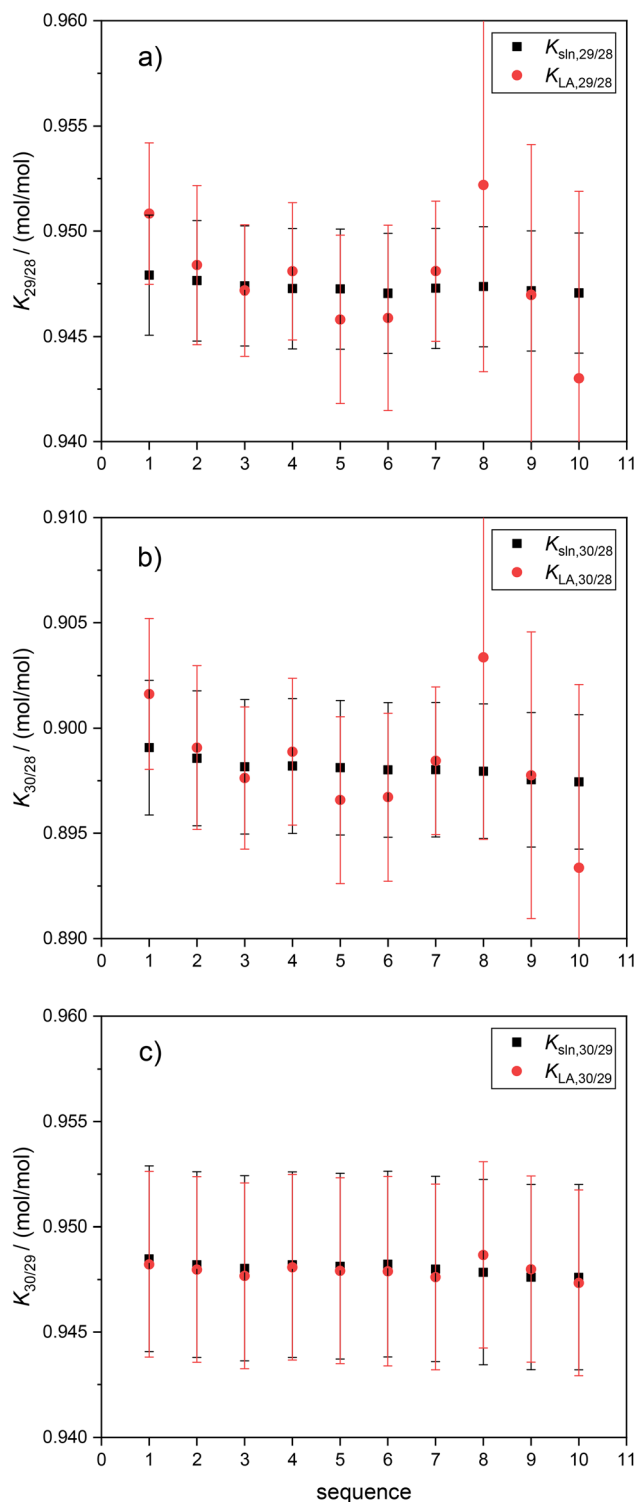 0.960
a)
K_sln,29/28
K_LA,29/28
0.955
0.950
K_29/28 / (mol/mol)
0.945
0.940
0 1 2 3 4 5 6 7 8 9 10 11
0.910
b)
K_sln,30/28
K_LA,30/28
0.905
0.900
K_30/28 / (mol/mol)
0.895
0.890
0 1 2 3 4 5 6 7 8 9 10 11
0.960
c)
K_sln,30/29
K_LA,30/29
0.955
0.950
K_30/29 / (mol/mol)
0.945
0.940
0 1 2 3 4 5 6 7 8 9 10 11
sequence